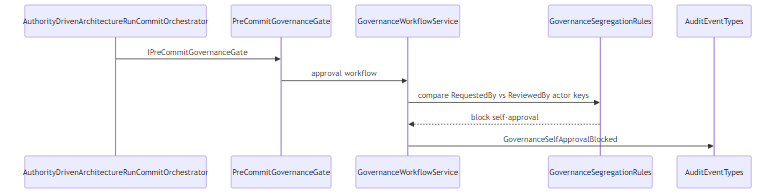 AuthorityDrivenArchitectureRunCommitOrchestrator
PreCommitGovernanceGate
GovernanceWorkflowService
GovernanceSegregationRules
AuditEventTypes
IPreCommitGovernanceGate
approval workflow
compare RequestedBy vs ReviewedBy actor keys
block self-approval
GovernanceSelfApprovalBlocked
AuthorityDrivenArchitectureRunCommitOrchestrator
PreCommitGovernanceGate
GovernanceWorkflowService
GovernanceSegregationRules
AuditEventTypes